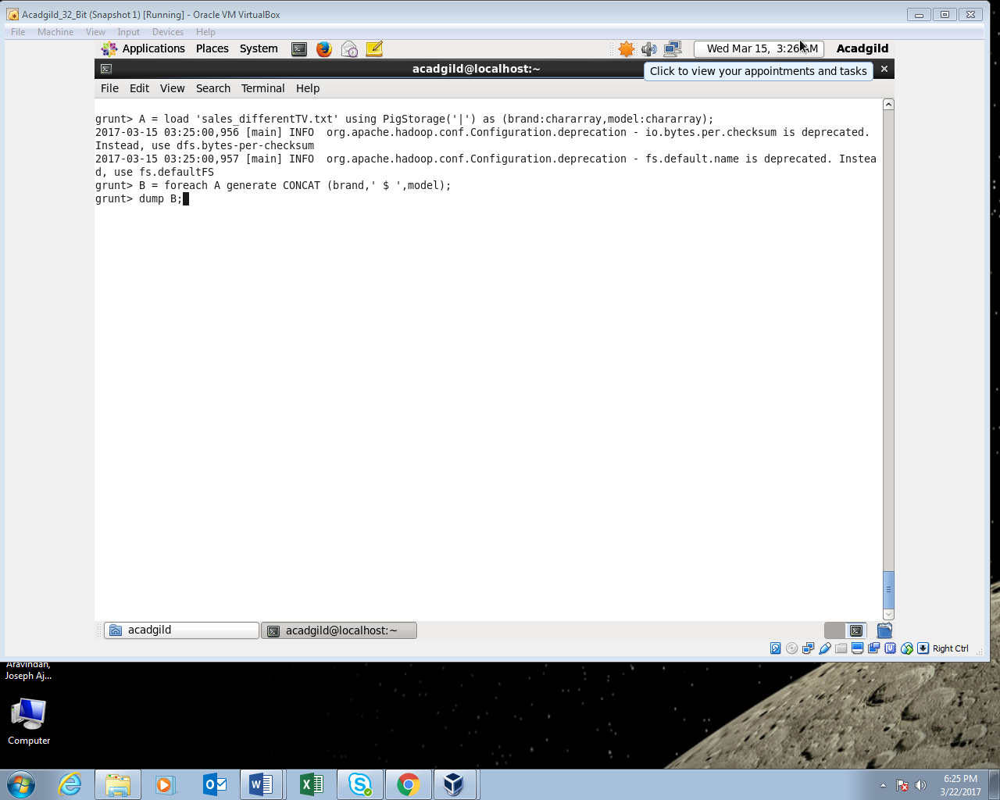 Acadgild_32_Bit (Snapshot 1) [Running] - Oracle VM VirtualBox
File Machine View Input Devices Help
Applications Places System
Wed Mar 15, 3:26 AM Acadgild
acadgild@localhost:~
Click to view your appointments and tasks
File Edit View Search Terminal Help
grunt> A = load 'sales_differentTV.txt' using PigStorage('|') as (brand:chararray,model:chararray);
2017-03-15 03:25:00,956 [main] INFO  org.apache.hadoop.conf.Configuration.deprecation - io.bytes.per.checksum is deprecated.
Instead, use dfs.bytes-per-checksum
2017-03-15 03:25:00,957 [main] INFO  org.apache.hadoop.conf.Configuration.deprecation - fs.default.name is deprecated. Instea
d, use fs.defaultFS
grunt> B = foreach A generate CONCAT (brand,' $ ',model);
grunt> dump B;
acadgild
acadgild@localhost:~
Right Ctrl
Aravindan,
Joseph Aj...
Computer
6:25 PM
3/22/2017